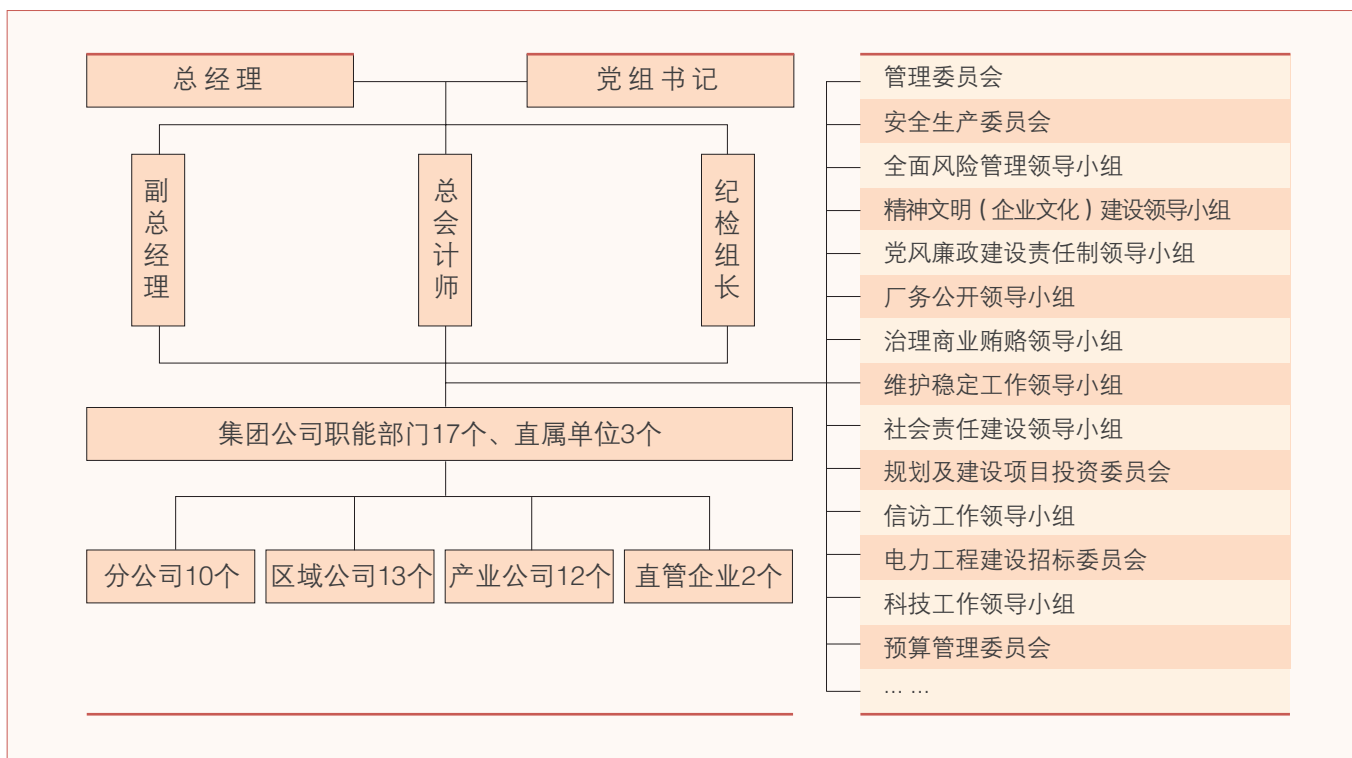 总经理
党组书记
副总经理
总会计师
纪检组长
集团公司职能部门17个、直属单位3个
分公司10个
区域公司13个
产业公司12个
直管企业2个
管理委员会
安全生产委员会
全面风险管理领导小组
精神文明(企业文化)建设领导小组
党风廉政建设责任制领导小组
厂务公开领导小组
治理商业贿赂领导小组
维护稳定工作领导小组
社会责任建设领导小组
规划及建设项目投资委员会
信访工作领导小组
电力工程建设招标委员会
科技工作领导小组
预算管理委员会
... ...